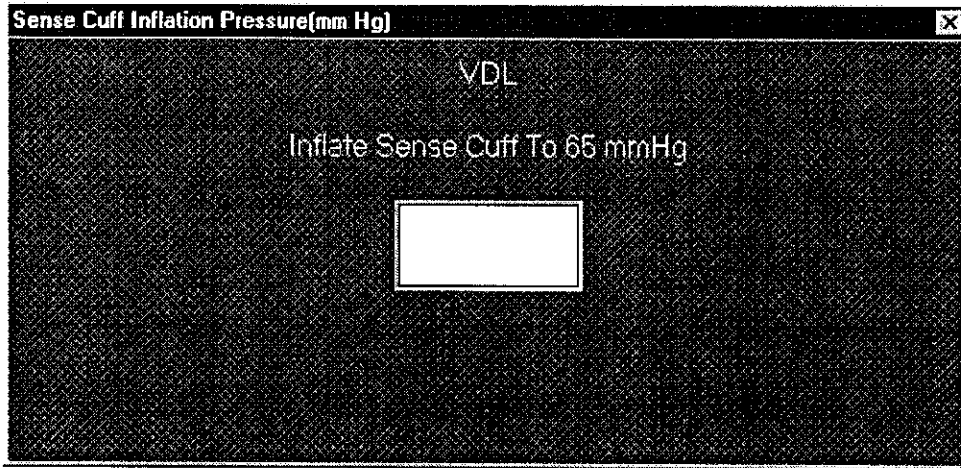 Sense Cuff Inflation Pressure(mm Hg)
VDL
Inflate Sense Cuff To 65 mmHg